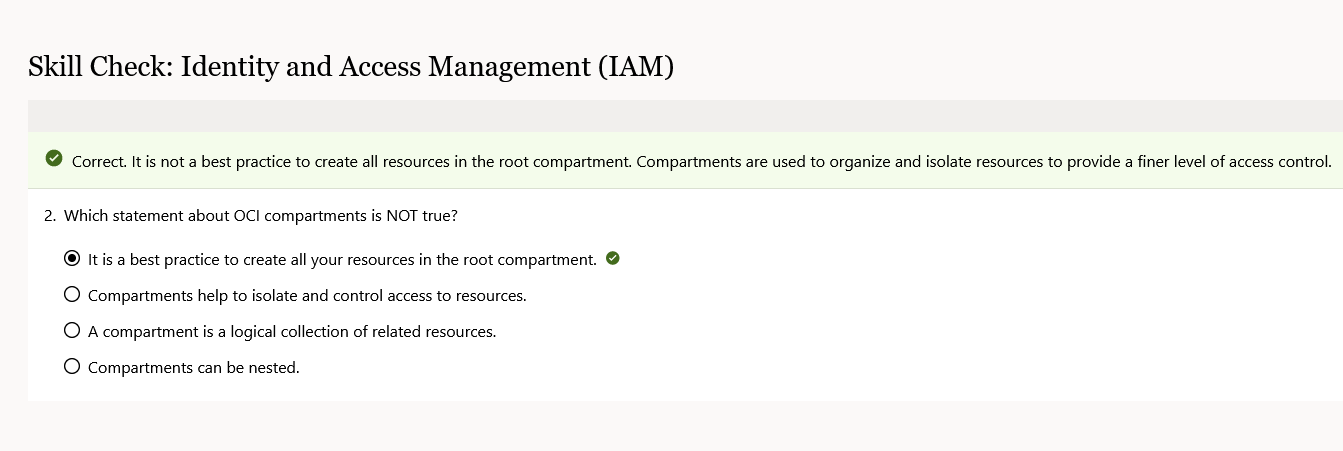 Skill Check: Identity and Access Management (IAM)
Correct. It is not a best practice to create all resources in the root compartment. Compartments are used to organize and isolate resources to provide a finer level of access control.
2. Which statement about OCI compartments is NOT true?
It is a best practice to create all your resources in the root compartment.
Compartments help to isolate and control access to resources.
A compartment is a logical collection of related resources.
Compartments can be nested.